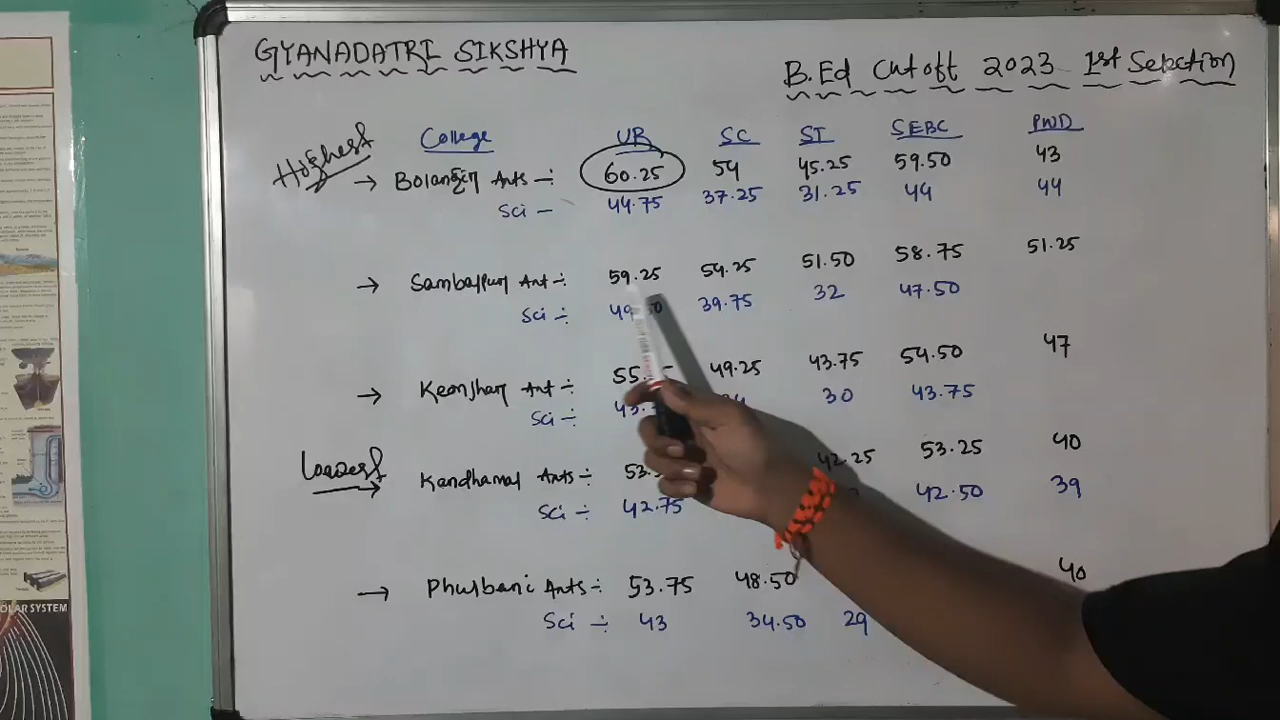 GYANADATRI SIKSHYA
B.Ed Cutoff 2023 1st Selection
Highest College UR SC ST SEBC PWD
→ Bolangir Arts 60.25 54 45.25 59.50 43
Sci 44.75 37.25 31.25 44 44
→ Sambalpur Art 59.25 54.25 51.50 58.75 51.25
Sci 39.75 32 47.50
→ Keonjhar Art 49.25 43.75 54.50 47
Sci 30 43.75
Lowest
→ Kandhamal Arts 42.25 53.25 40
Sci 42.75 42.50 39
→ Phulbani Arts 53.75 48.50 40
Sci 43 34.50 29
SOLAR SYSTEM